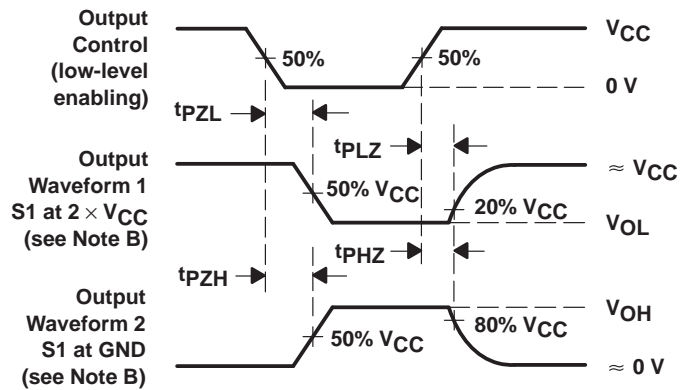 Output
Control
(low-level
enabling)
50%
50%
VCC
0 V
tPZL
tPLZ
Output
Waveform 1
S1 at 2 × VCC
(see Note B)
50% VCC
20% VCC
≈ VCC
VOL
tPZH
tPHZ
Output
Waveform 2
S1 at GND
(see Note B)
50% VCC
80% VCC
VOH
≈ 0 V